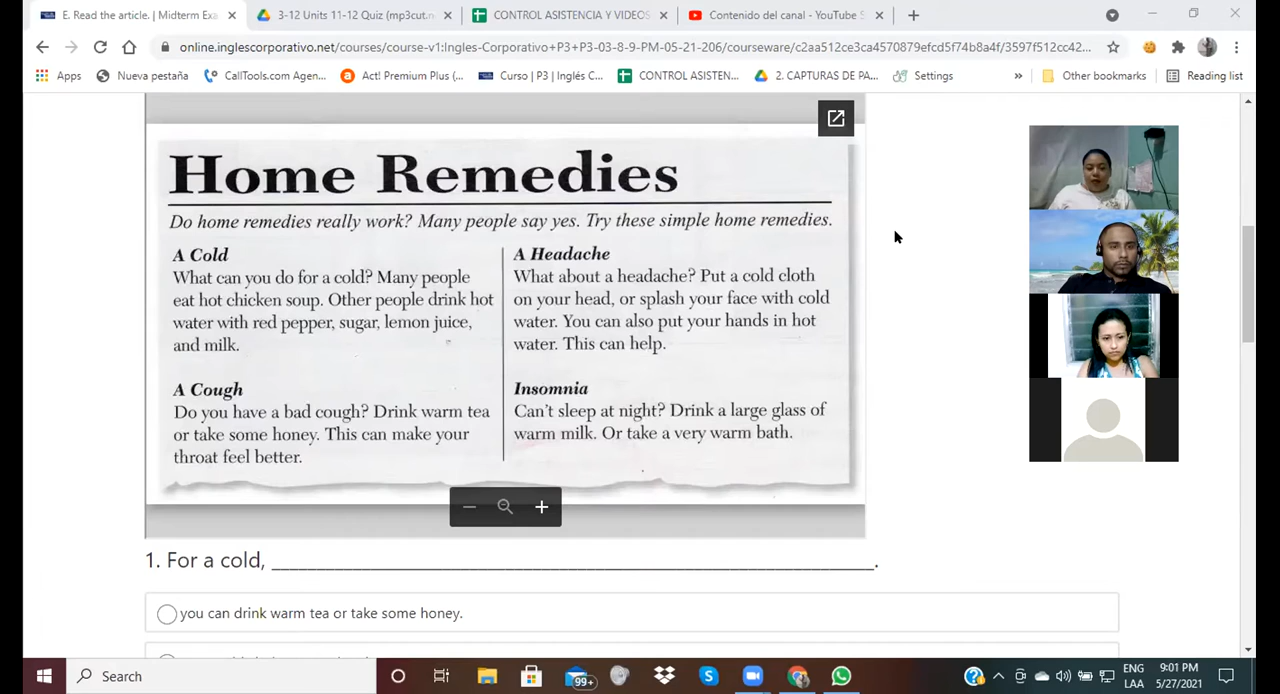 E. Read the article. | Midterm Exa
3-12 Units 11-12 Quiz (mp3cut.n
CONTROL ASISTENCIA Y VIDEOS
Contenido del canal - YouTube S
online.inglescorporativo.net/courses/course-v1:Ingles-Corporativo+P3+P3-03-8-9-PM-05-21-206/courseware/c2aa512ce3ca4570879efcd5f74b8a4f/3597f512cc42...
Apps
Nueva pestaña
CallTools.com Agen...
Act! Premium Plus (...
Curso | P3 | Inglés C...
CONTROL ASISTEN...
2. CAPTURAS DE PA...
Settings
»
Other bookmarks
Reading list
Home Remedies
Do home remedies really work? Many people say yes. Try these simple home remedies.
A Cold
What can you do for a cold? Many people
eat hot chicken soup. Other people drink hot
water with red pepper, sugar, lemon juice,
and milk.
A Cough
Do you have a bad cough? Drink warm tea
or take some honey. This can make your
throat feel better.
A Headache
What about a headache? Put a cold cloth
on your head, or splash your face with cold
water. You can also put your hands in hot
water. This can help.
Insomnia
Can't sleep at night? Drink a large glass of
warm milk. Or take a very warm bath.
1. For a cold, ______________________________.
you can drink warm tea or take some honey.
Search
99+
ENG
LAA
9:01 PM
5/27/2021